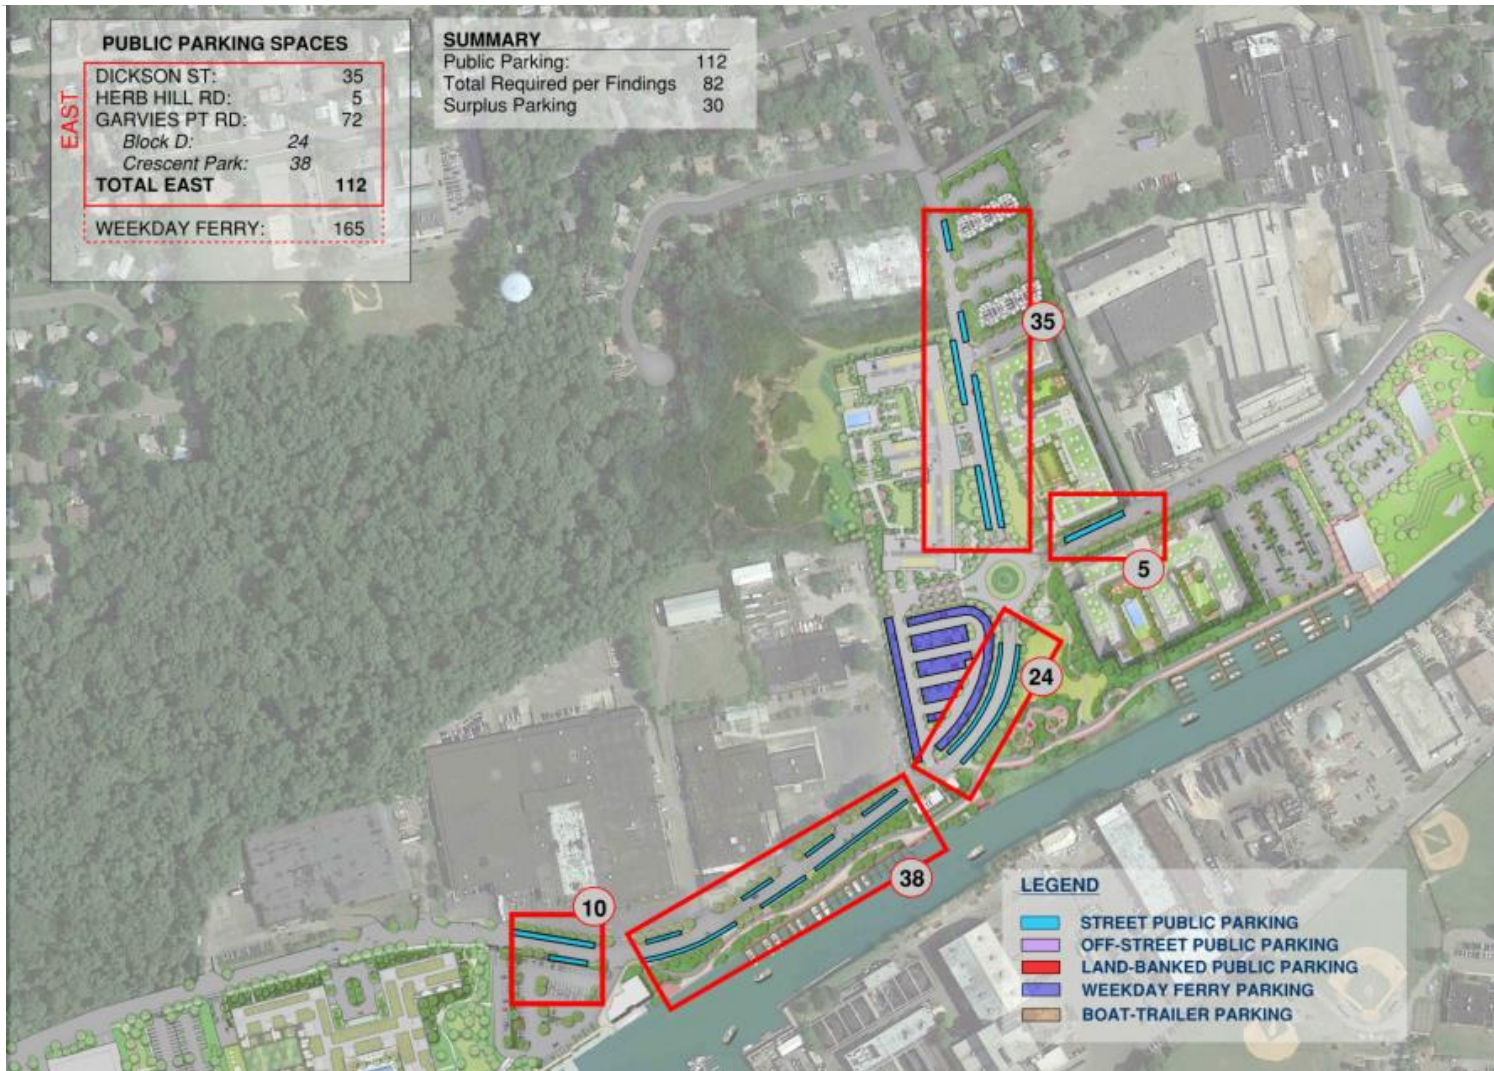 PUBLIC PARKING SPACES
EAST
DICKSON ST: 35
HERB HILL RD: 5
GARVIES PT RD: 72
Block D: 24
Crescent Park: 38
TOTAL EAST 112
WEEKDAY FERRY: 165
SUMMARY
Public Parking: 112
Total Required per Findings 82
Surplus Parking 30
35
5
24
38
10
LEGEND
STREET PUBLIC PARKING
OFF-STREET PUBLIC PARKING
LAND-BANKED PUBLIC PARKING
WEEKDAY FERRY PARKING
BOAT-TRAILER PARKING